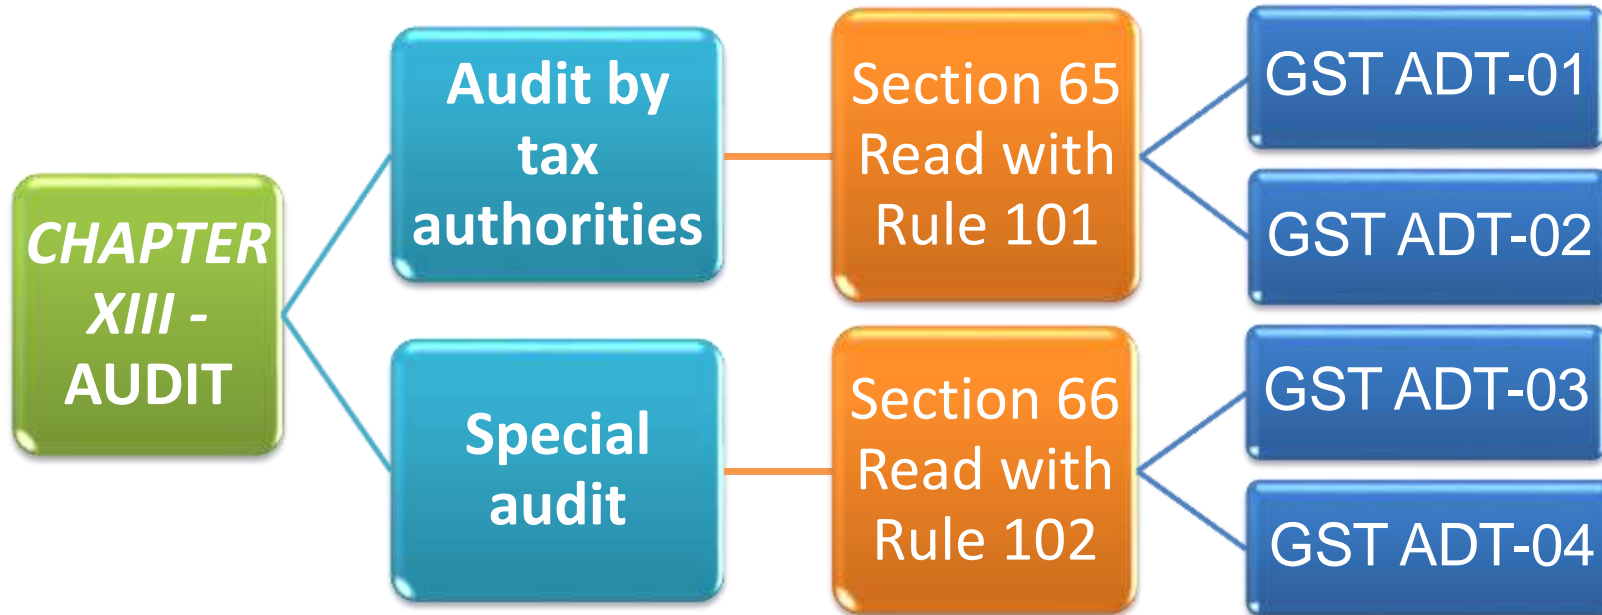 CHAPTER
XIII -
AUDIT
Audit by
tax
authorities
Section 65
Read with
Rule 101
GST ADT-01
GST ADT-02
Special
audit
Section 66
Read with
Rule 102
GST ADT-03
GST ADT-04